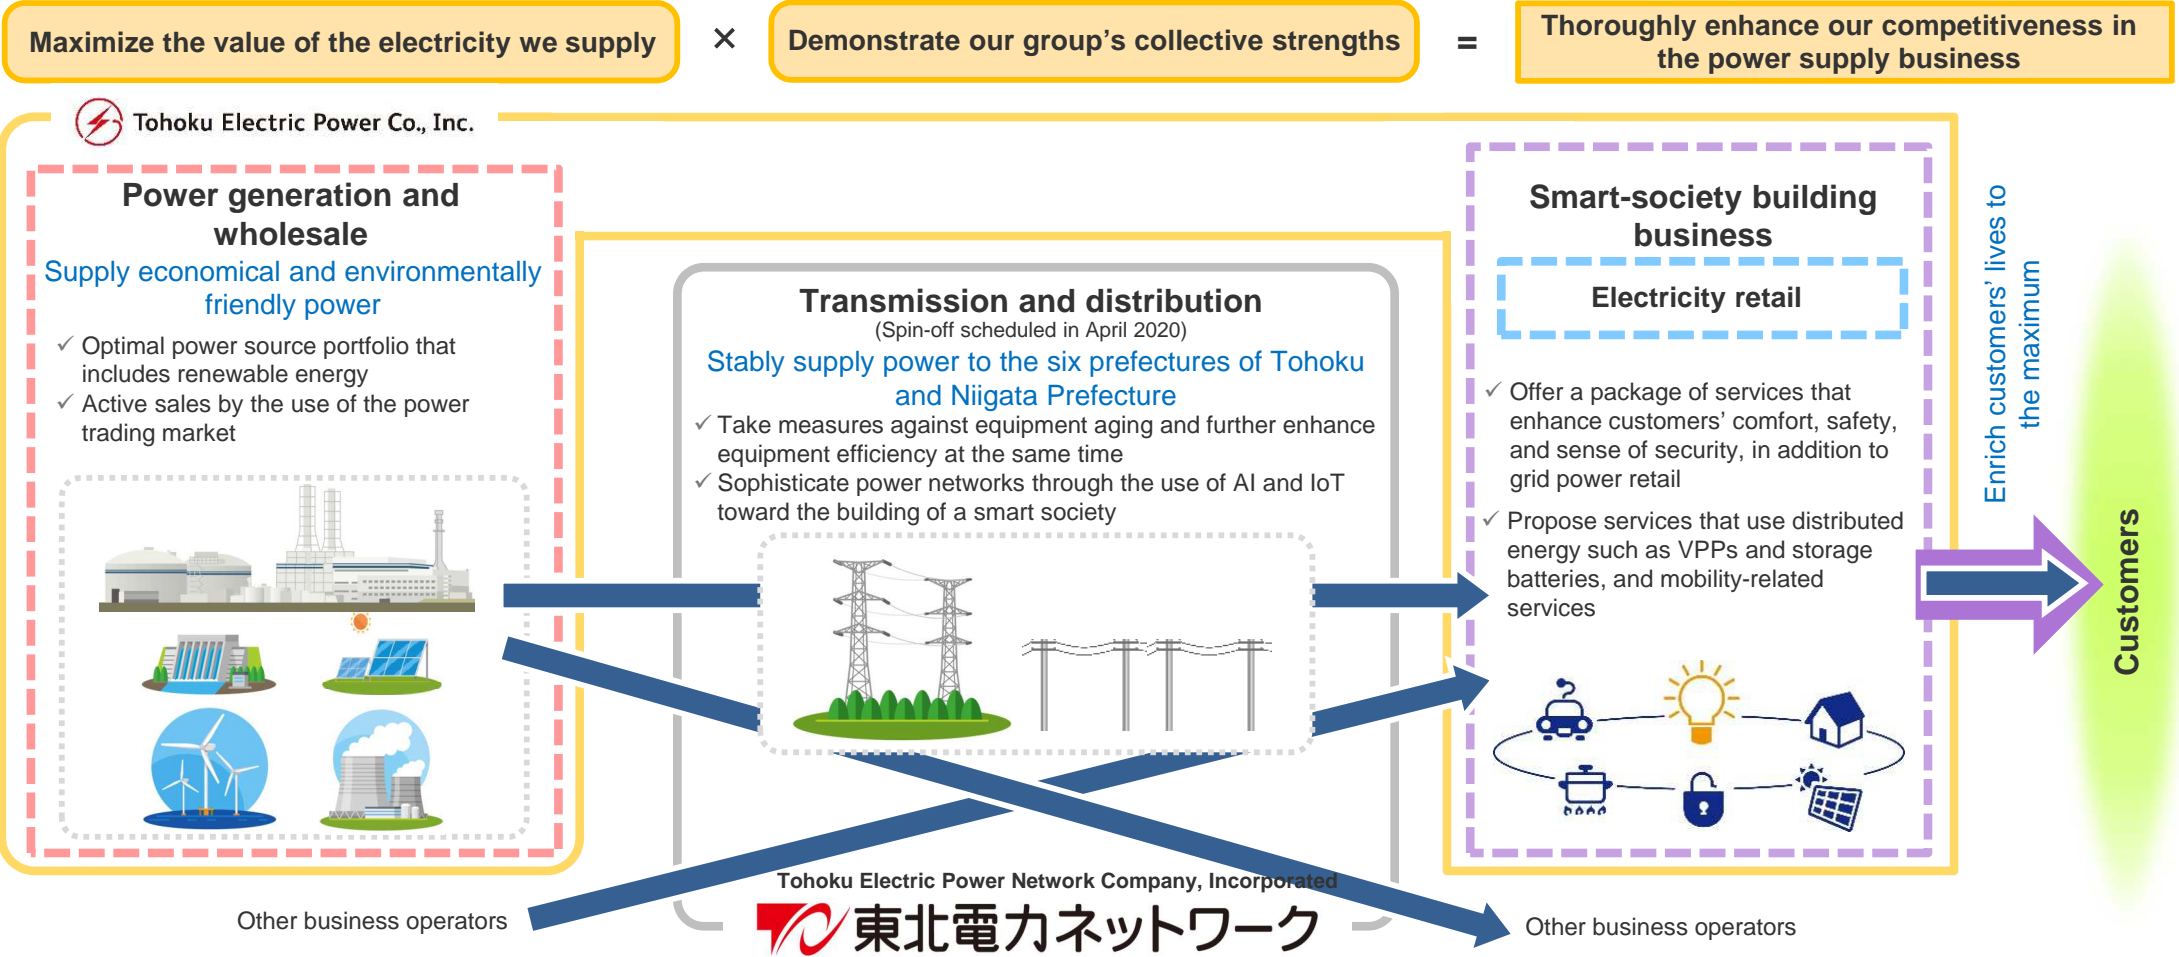 Maximize the value of the electricity we supply
×
Demonstrate our group's collective strengths
=
Thoroughly enhance our competitiveness in
the power supply business
Tohoku Electric Power Co., Inc.
Power generation and
wholesale
Supply economical and environmentally
friendly power
✓ Optimal power source portfolio that
includes renewable energy
✓ Active sales by the use of the power
trading market
Transmission and distribution
(Spin-off scheduled in April 2020)
Stably supply power to the six prefectures of Tohoku
and Niigata Prefecture
✓ Take measures against equipment aging and further enhance
equipment efficiency at the same time
✓ Sophisticate power networks through the use of AI and IoT
toward the building of a smart society
Smart-society building
business
Electricity retail
✓ Offer a package of services that
enhance customers' comfort, safety,
and sense of security, in addition to
grid power retail
✓ Propose services that use distributed
energy such as VPPs and storage
batteries, and mobility-related
services
Enrich customers' lives to
the maximum
Customers
Other business operators
Tohoku Electric Power Network Company, Incorporated
東北電力ネットワーク
Other business operators